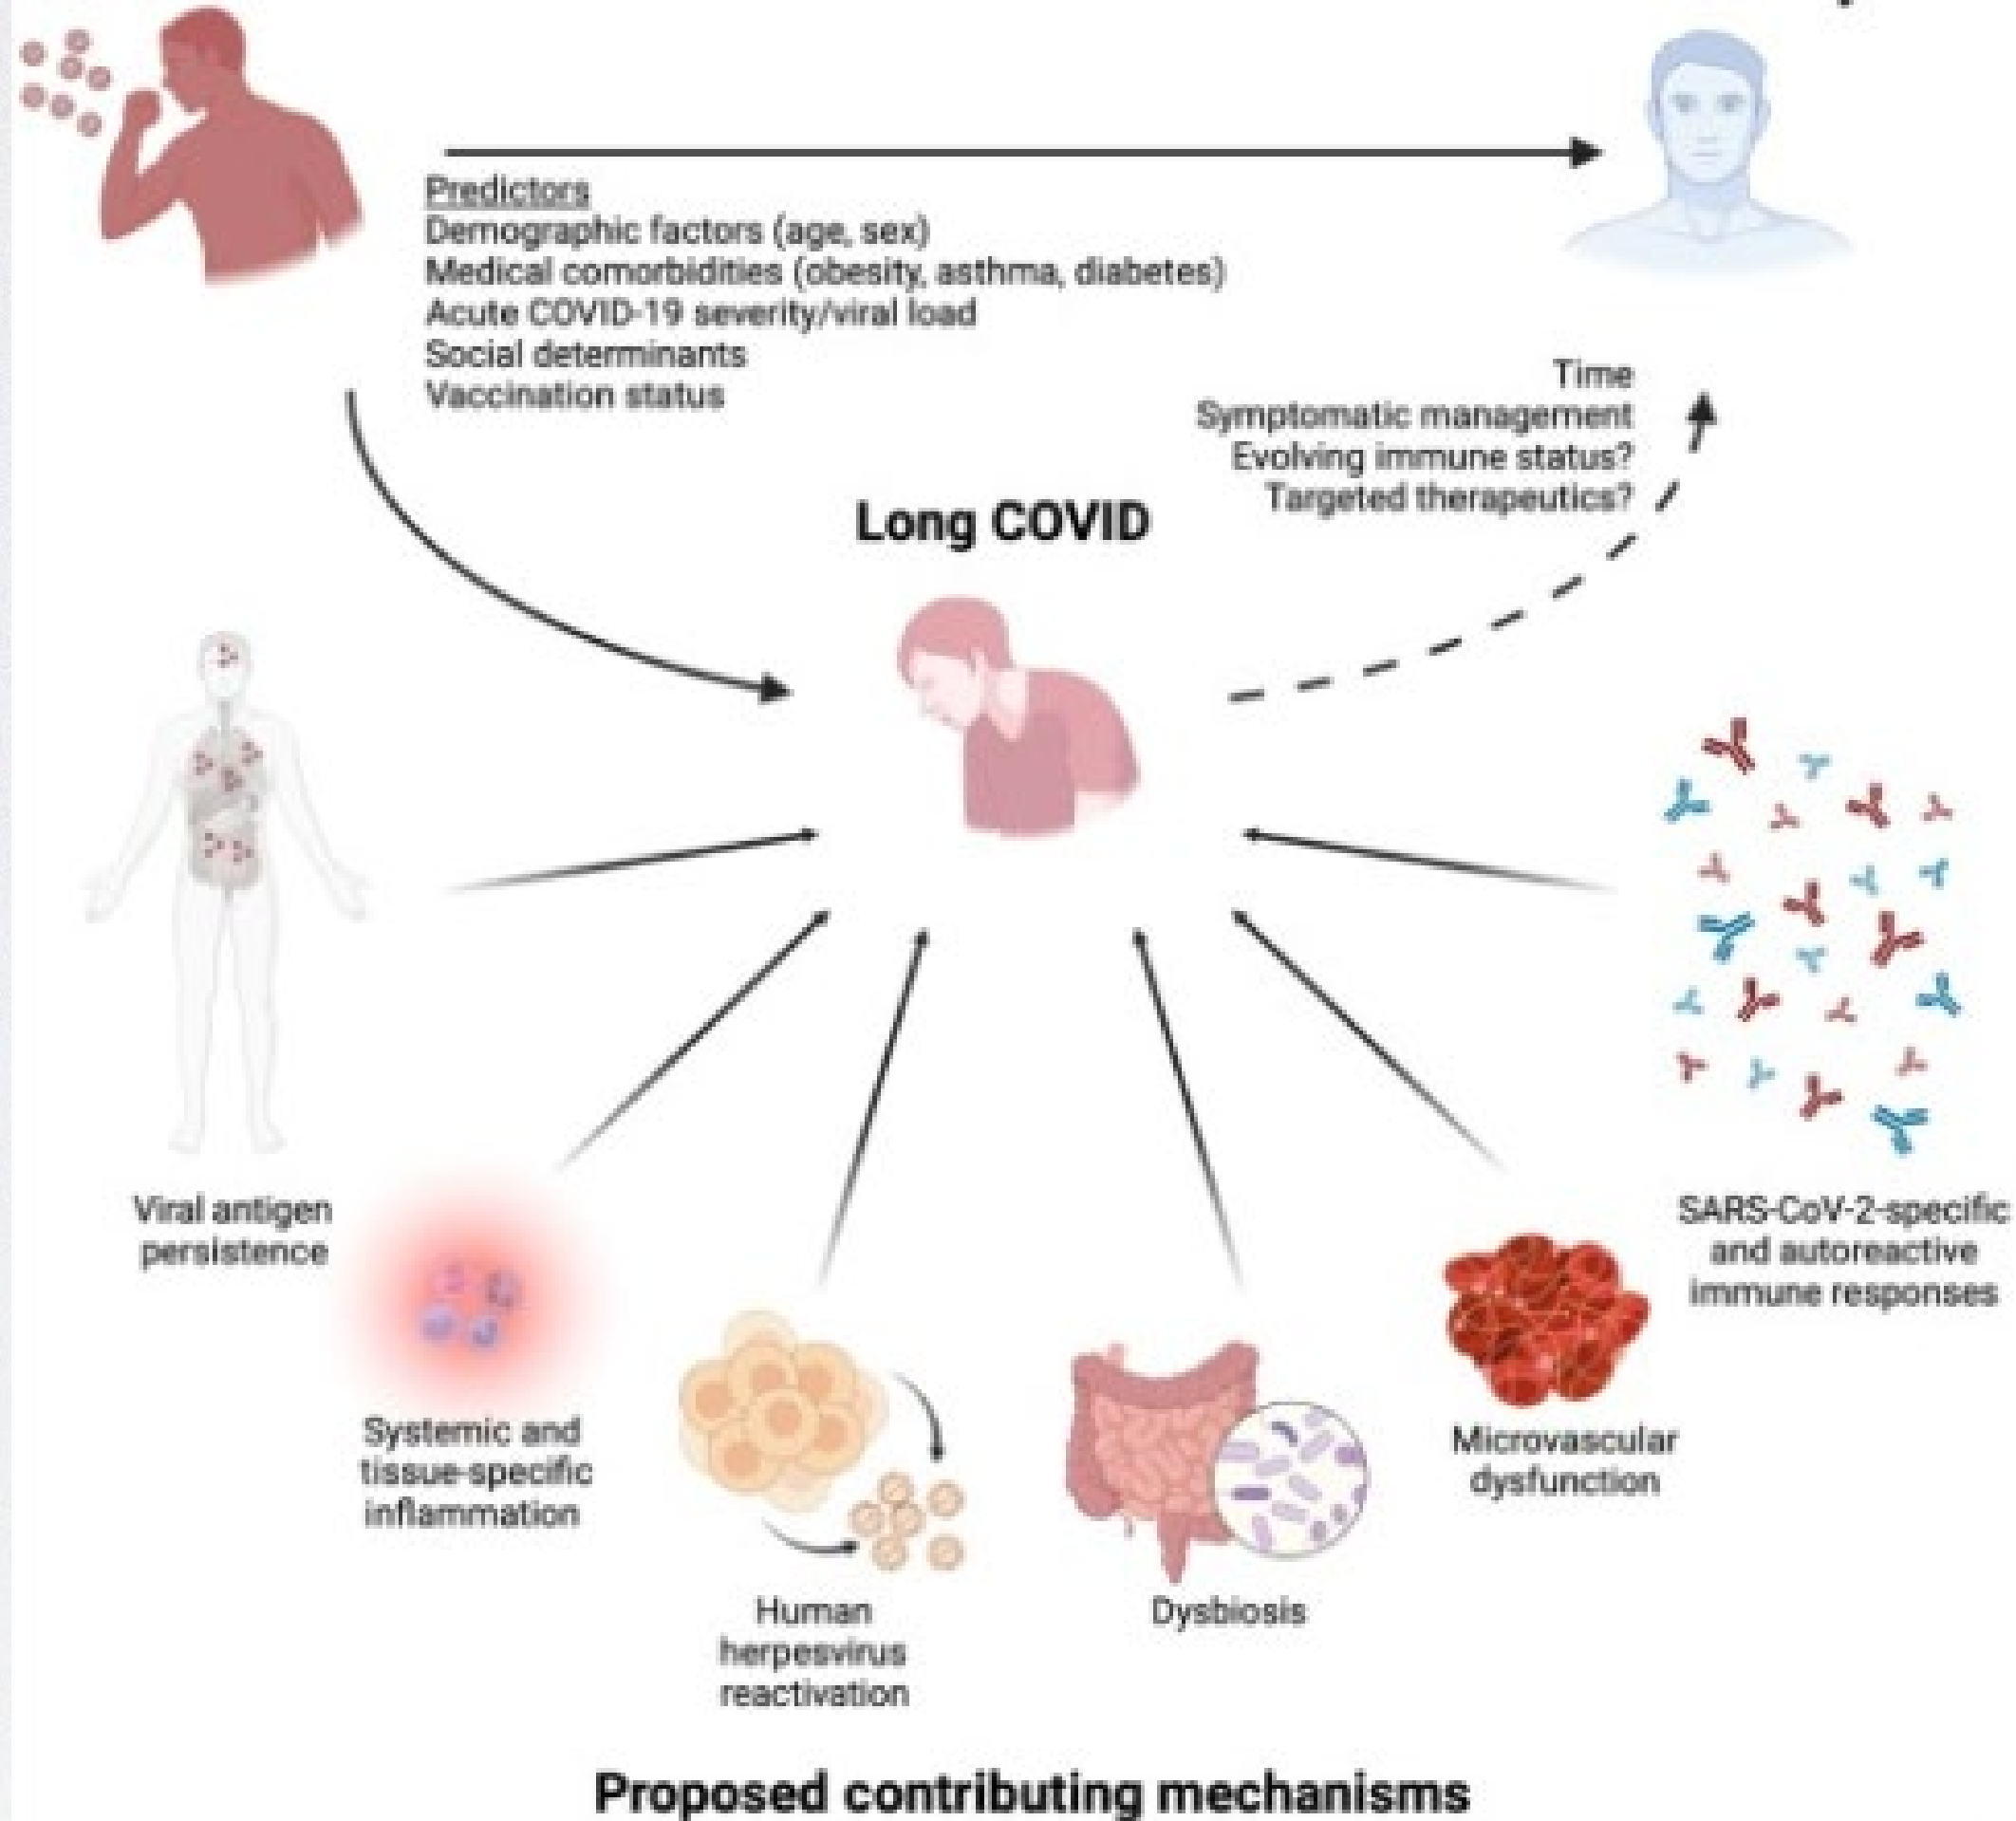 Predictors
Demographic factors (age, sex)
Medical comorbidities (obesity, asthma, diabetes)
Acute COVID-19 severity/viral load
Social determinants
Vaccination status
Time
Symptomatic management
Evolving immune status?
Targeted therapeutics?
Long COVID
Viral antigen
persistence
SARS-CoV-2-specific
and autoreactive
immune responses
Systemic and
tissue-specific
inflammation
Microvascular
dysfunction
Human
herpesvirus
reactivation
Dysbiosis
Proposed contributing mechanisms